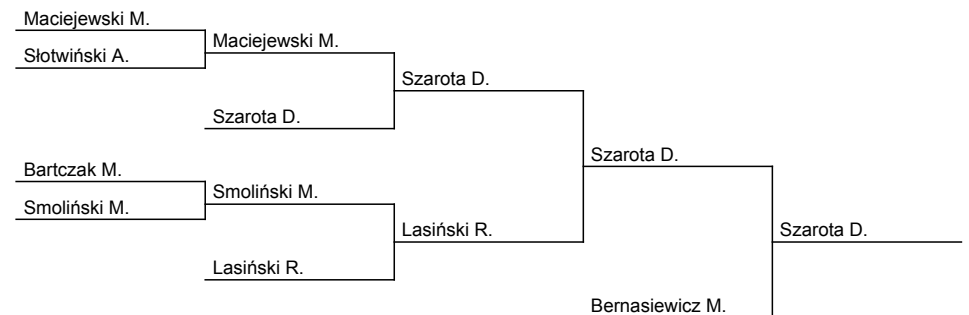 Maciejewski M.
Słotwiński A.
Maciejewski M.
Szarota D.
Szarota D.
Bartczak M.
Smoliński M.
Smoliński M.
Lasiński R.
Lasiński R.
Szarota D.
Bernasiewicz M.
Szarota D.